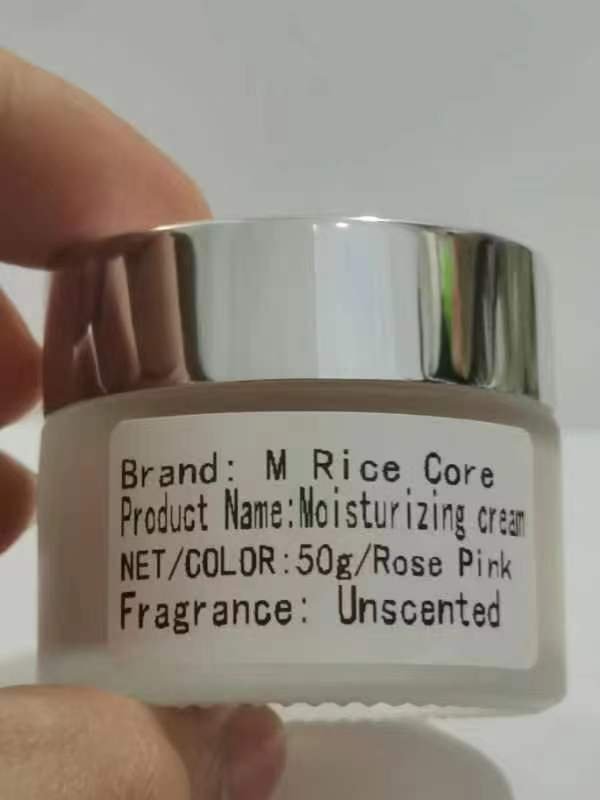 Brand: M Rice Core
Product Name:Moisturizing cream
NET/COLOR:50g/Rose Pink
Fragrance: Unscented